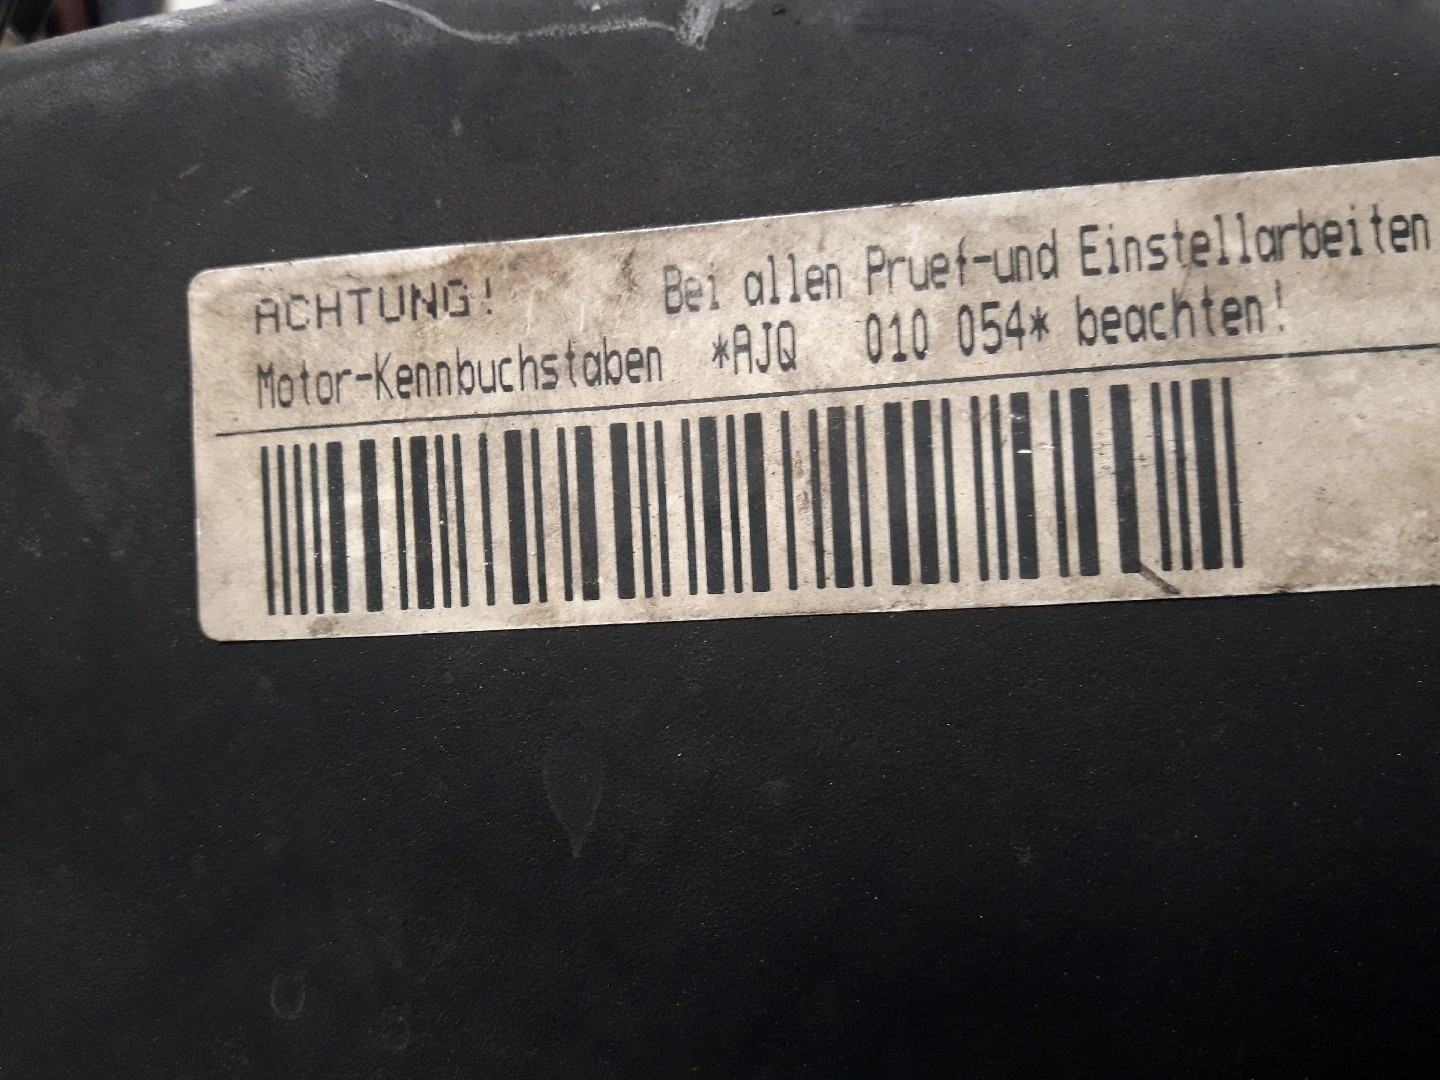 ACHTUNG! Bei allen Pruef-und Einstellarbeiten
Motor-Kennbuchstaben *AJQ 010 054* beachten!